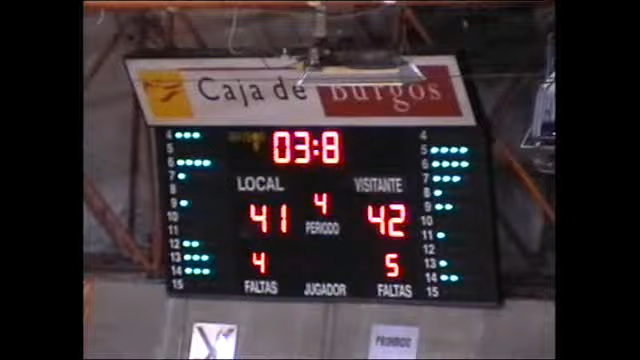 Caja de Burgos
4 03:8 4
5 5
6 LOCAL VISITANTE 6
7 4 7
8 41 PERIODO 42 8
9 9
10 10
11 11
12 4 5 12
13 13
14 FALTAS JUGADOR FALTAS 14
15 15
PROHIBIDO